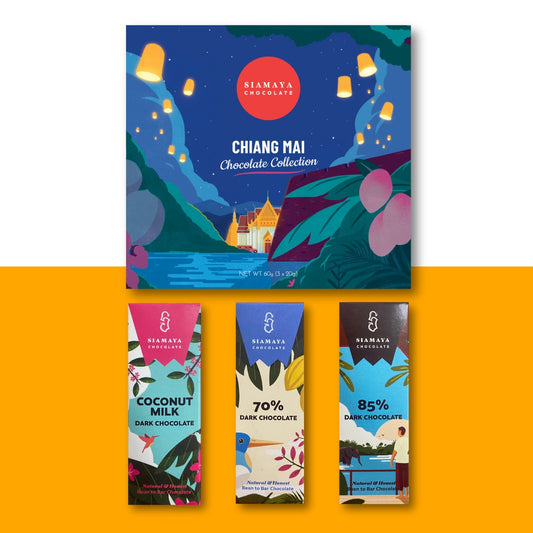 SIAMAYA
CHOCOLATE
CHIANG MAI
Chocolate Collection
NET WT 60g (3 x 20g)
SIAMAYA
CHOCOLATE
COCONUT
MILK
DARK CHOCOLATE
Natural & Honest
Bean to Bar Chocolate
SIAMAYA
CHOCOLATE
70%
DARK CHOCOLATE
Natural & Honest
Bean to Bar Chocolate
SIAMAYA
CHOCOLATE
85%
DARK CHOCOLATE
Natural & Honest
Bean to Bar Chocolate